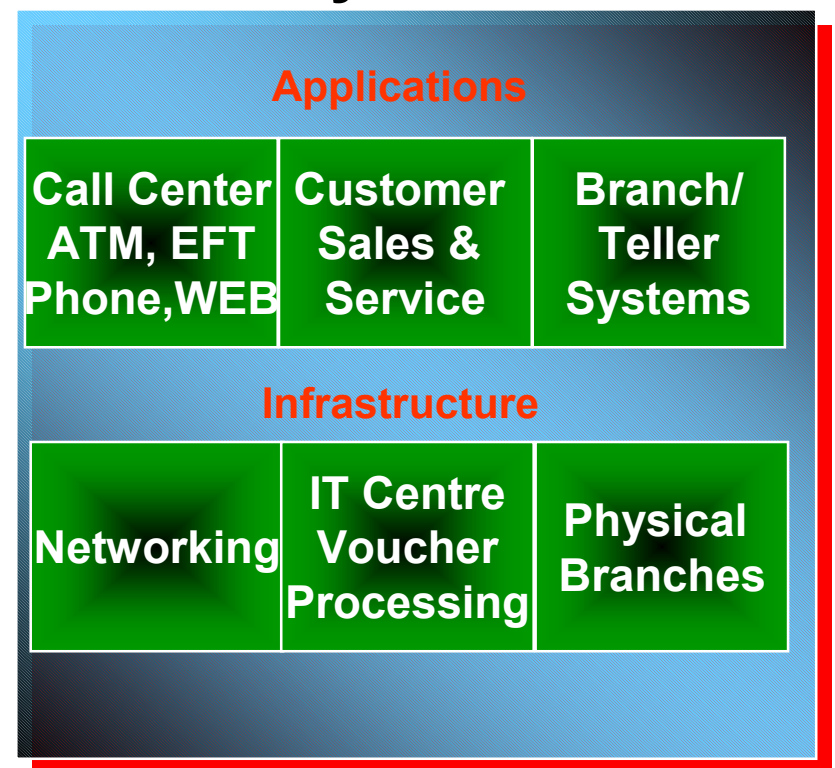 Applications
Call Center
ATM, EFT
Phone,WEB
Customer
Sales &
Service
Branch/
Teller
Systems
Infrastructure
Networking
IT Centre
Voucher
Processing
Physical
Branches